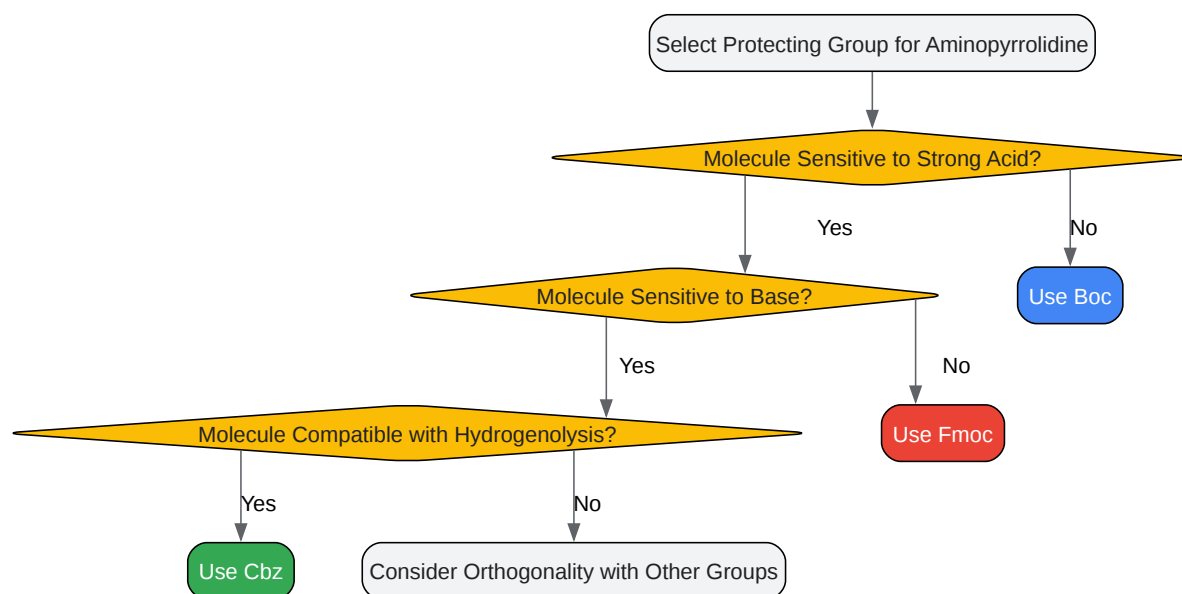 Select Protecting Group for Aminopyrrolidine
Molecule Sensitive to Strong Acid?
Yes
No
Molecule Sensitive to Base?
Use Boc
Yes
No
Molecule Compatible with Hydrogenolysis?
Use Fmoc
Yes
No
Use Cbz
Consider Orthogonality with Other Groups